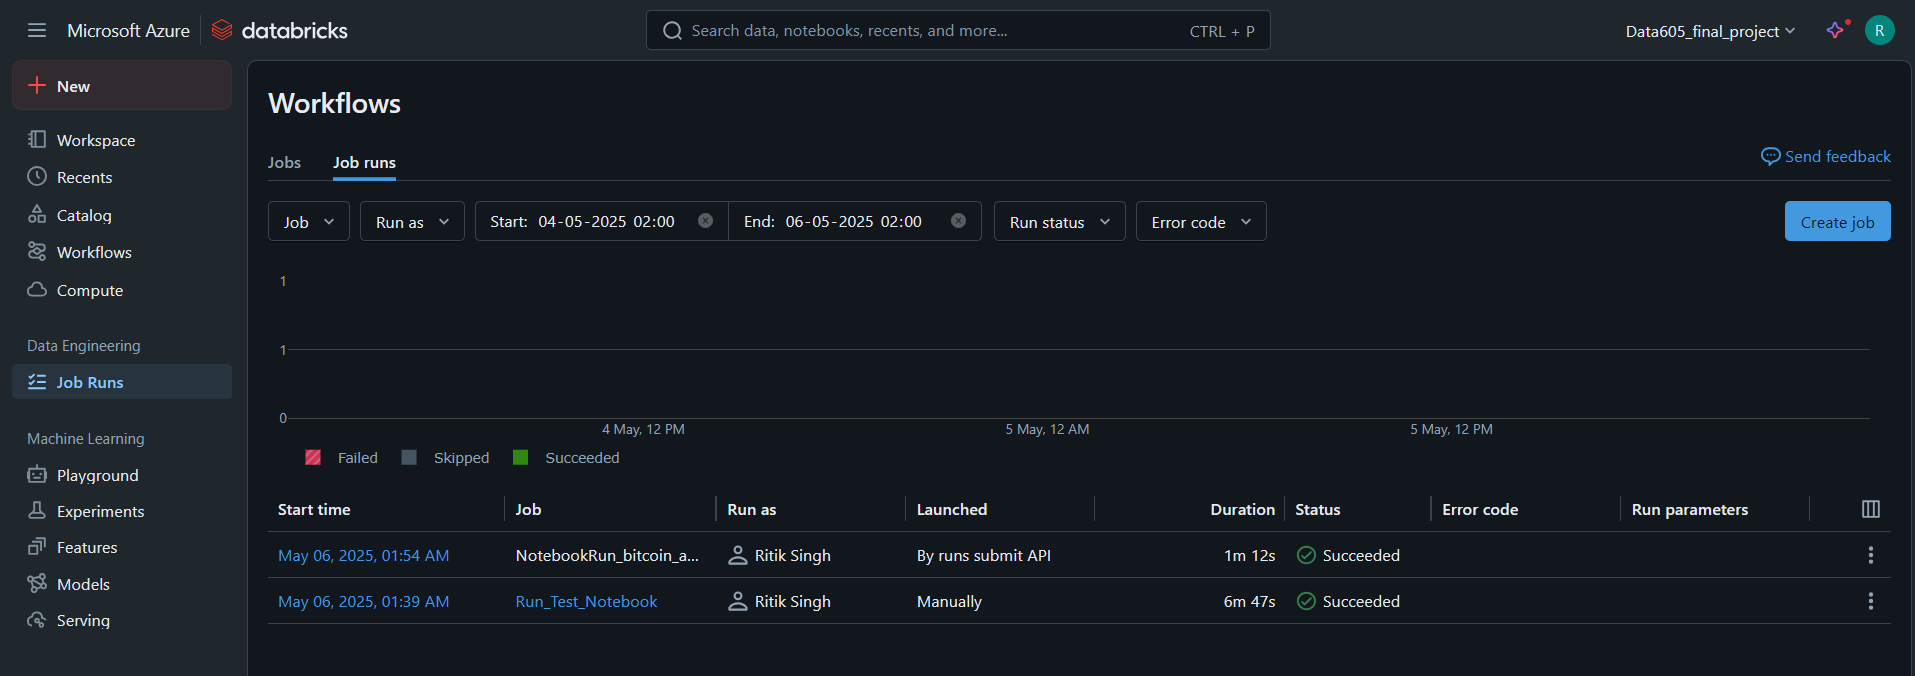 Microsoft Azure databricks Search data, notebooks, recents, and more... CTRL + P Data605_final_project R
New
Workspace
Recents
Catalog
Workflows
Compute
Data Engineering
Job Runs
Machine Learning
Playground
Experiments
Features
Models
Serving
Workflows
Jobs Job runs Send feedback
Job Run as Start: 04-05-2025 02:00 End: 06-05-2025 02:00 Run status Error code Create job
1
1
0
4 May, 12 PM 5 May, 12 AM 5 May, 12 PM
Failed Skipped Succeeded
Start time Job Run as Launched Duration Status Error code Run parameters
May 06, 2025, 01:54 AM NotebookRun_bitcoin_a... Ritik Singh By runs submit API 1m 12s Succeeded
May 06, 2025, 01:39 AM Run_Test_Notebook Ritik Singh Manually 6m 47s Succeeded